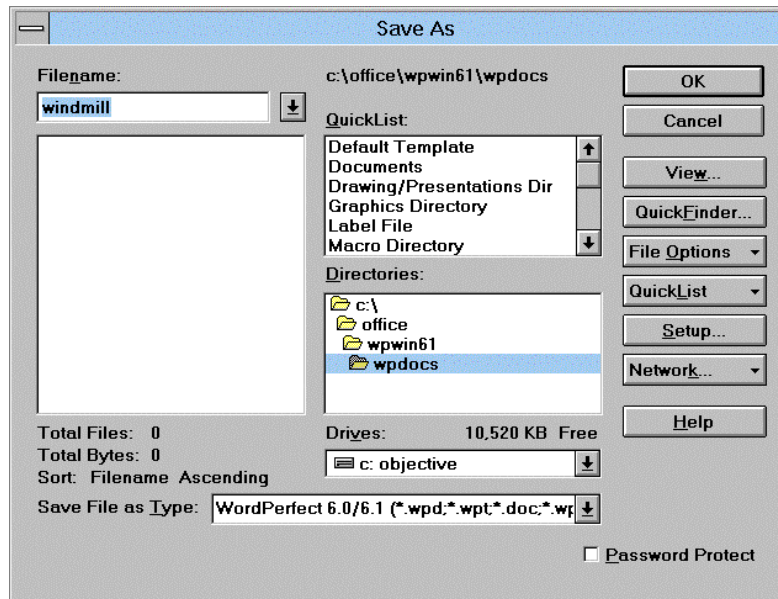 Save As
Filename:
windmill
c:\office\wpwin61\wpdocs
QuickList:
Default Template
Documents
Drawing/Presentations Dir
Graphics Directory
Label File
Macro Directory
Directories:
c:\
office
wpwin61
wpdocs
Total Files: 0
Total Bytes: 0
Sort: Filename Ascending
Drives: 10,520 KB Free
c: objective
Save File as Type: WordPerfect 6.0/6.1 (*.wpd;*.wpt;*.doc;*.wp
OK
Cancel
View...
QuickFinder...
File Options
QuickList
Setup...
Network...
Help
Password Protect